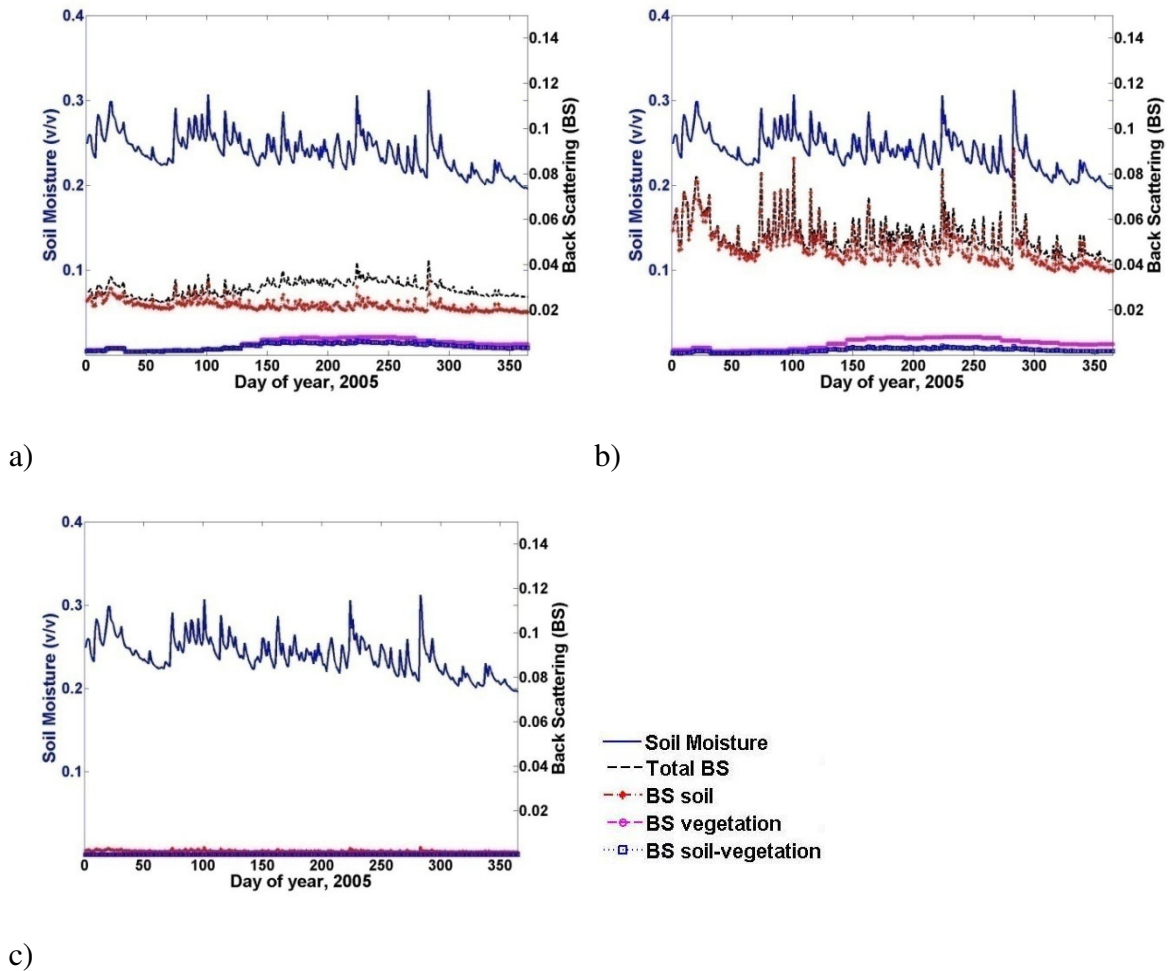 0.4
0.3
0.2
0.1
Soil Moisture (v/v)
0.14
0.12
0.1
0.08
0.06
0.04
0.02
Back Scattering (BS)
0 50 100 150 200 250 300 350
Day of year, 2005
a)
0.4
0.3
0.2
0.1
Soil Moisture (v/v)
0.14
0.12
0.1
0.08
0.06
0.04
0.02
Back Scattering (BS)
0 50 100 150 200 250 300 350
Day of year, 2005
b)
0.4
0.3
0.2
0.1
Soil Moisture (v/v)
0.14
0.12
0.1
0.08
0.06
0.04
0.02
Back Scattering (BS)
0 50 100 150 200 250 300 350
Day of year, 2005
Soil Moisture
Total BS
BS soil
BS vegetation
BS soil-vegetation
c)